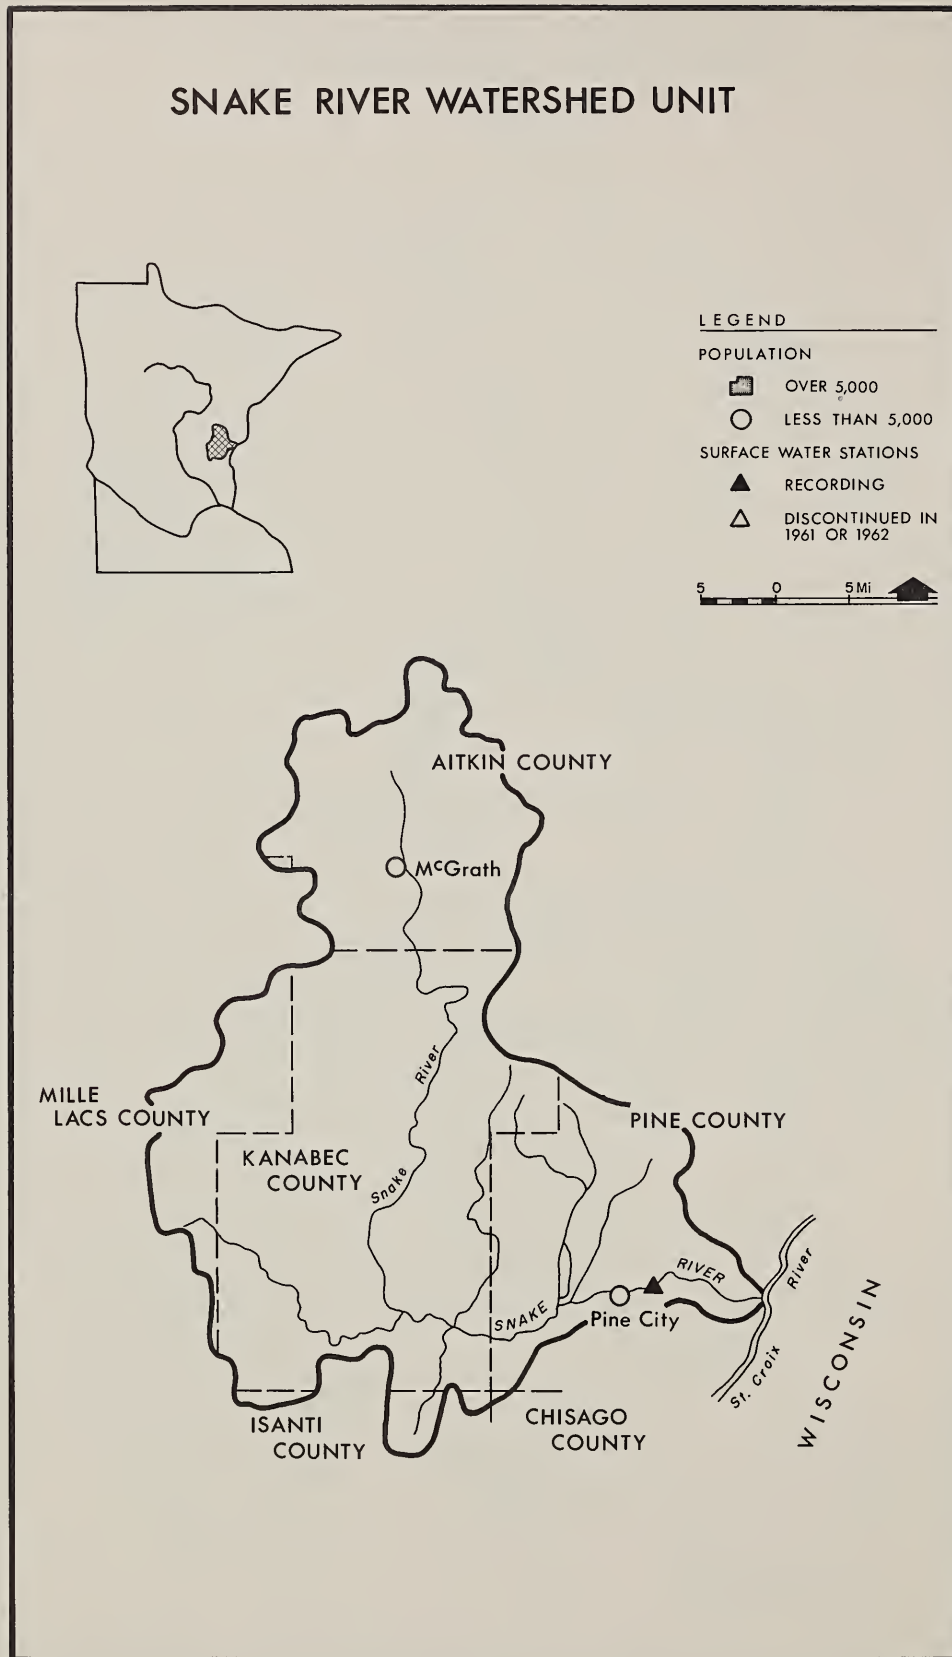 SNAKE RIVER WATERSHED UNIT
LEGEND
POPULATION
OVER 5,000
LESS THAN 5,000
SURFACE WATER STATIONS
RECORDING
DISCONTINUED IN
1961 OR 1962
5 0 5 Mi
AITKIN COUNTY
McGrath
River
MILLE
LACS COUNTY
PINE COUNTY
KANABEC
COUNTY
Snake
RIVER
River
SNAKE
Pine City
WISCONSIN
St. Croix
ISANTI
COUNTY
CHISAGO
COUNTY